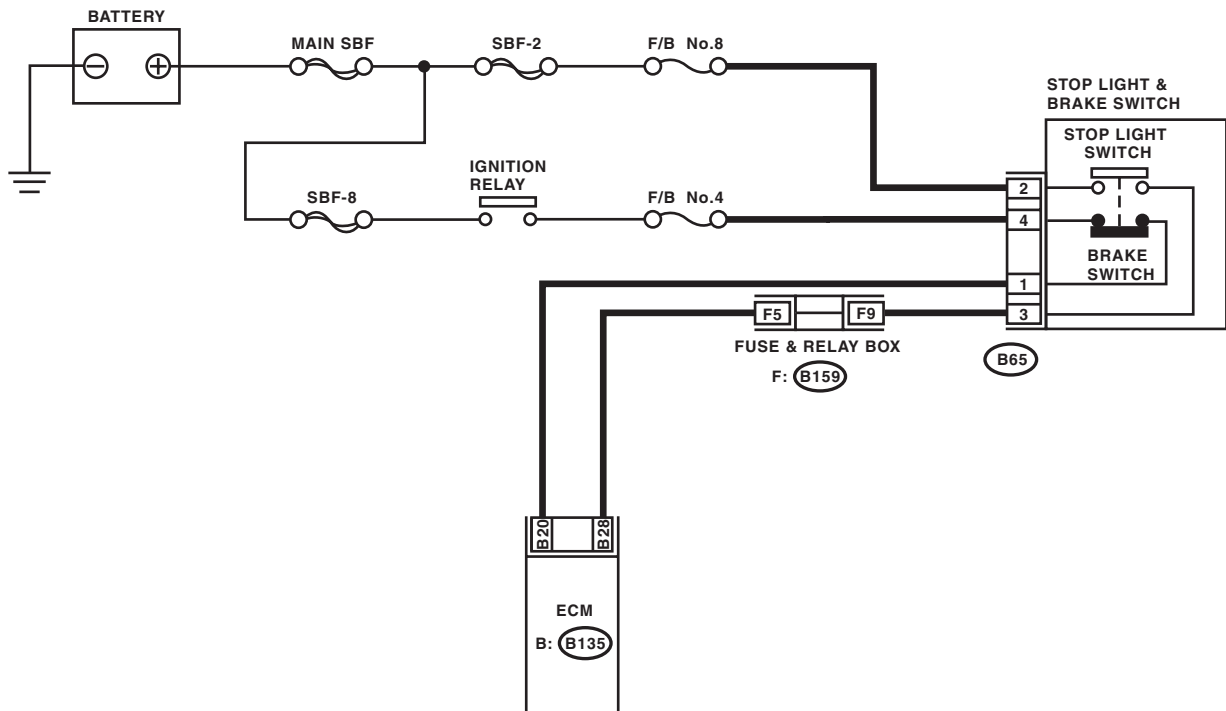 BATTERY
MAIN SBF
SBF-2
F/B No.8
STOP LIGHT &
BRAKE SWITCH
STOP LIGHT
SWITCH
IGNITION
RELAY
SBF-8
F/B No.4
2
4
BRAKE
SWITCH
1
3
F5
F9
FUSE & RELAY BOX
F: B159
B65
B20
B28
ECM
B: B135